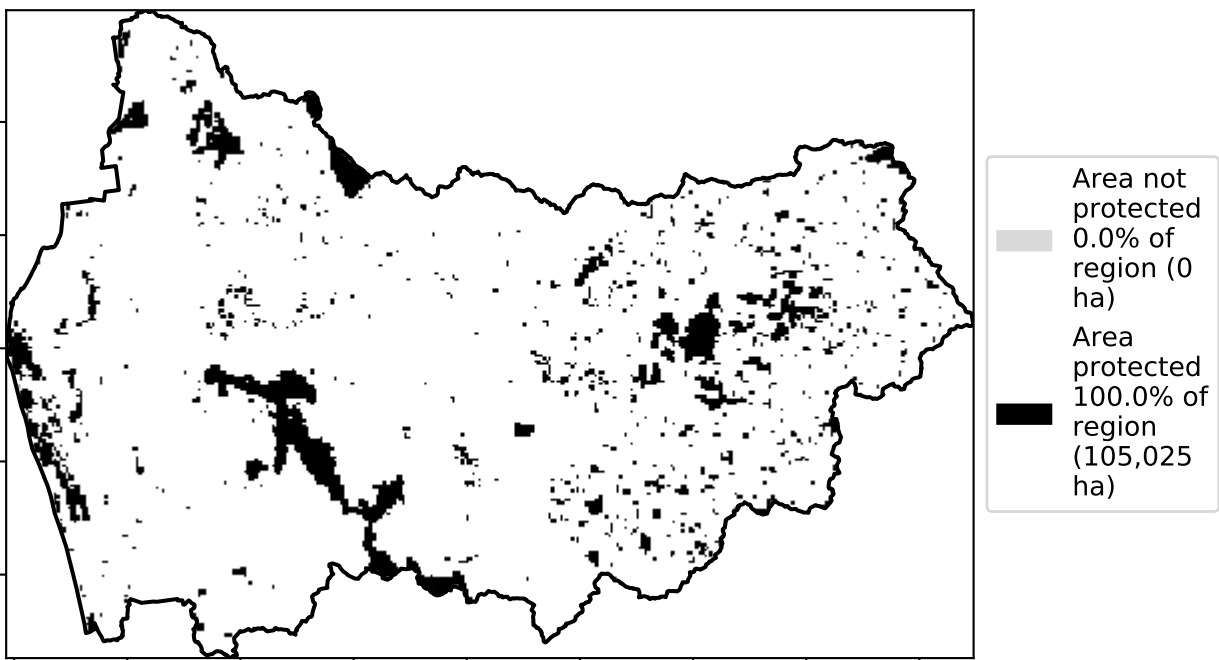 Area not
protected
0.0% of
region (0
ha)
Area
protected
100.0% of
region
(105,025
ha)